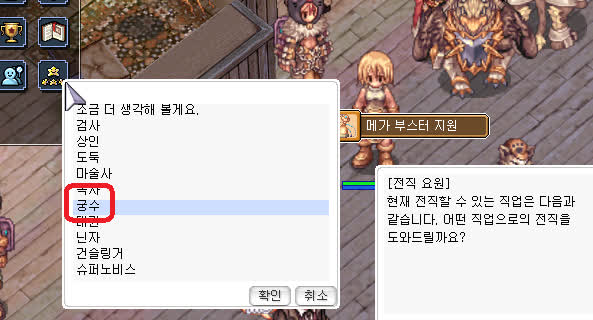 조금 더 생각해 볼게요.
검사
상인
도둑
마술사
복사
궁수
태권
닌자
건슬링거
슈퍼노비스
확인
취소
메가 부스터 지원
[전직 요원]
현재 전직할 수 있는 직업은 다음과
같습니다. 어떤 직업으로의 전직을
도와드릴까요?